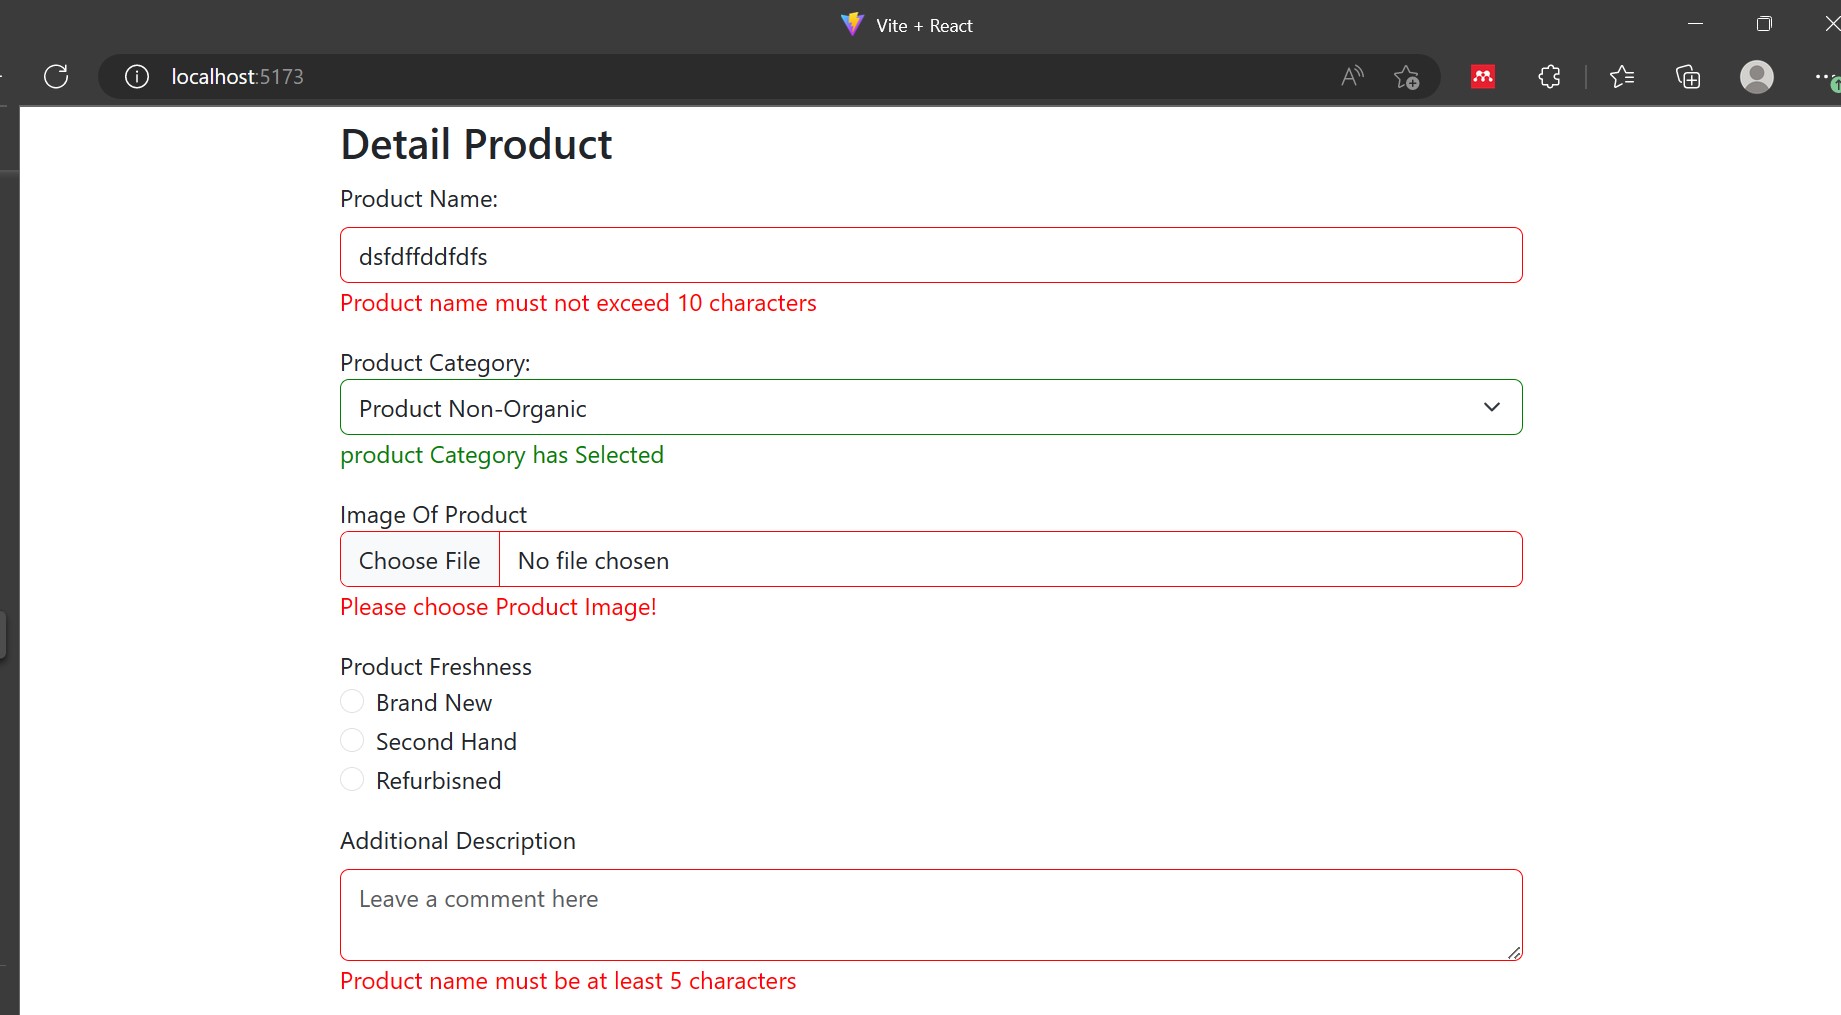 Vite + React
localhost:5173
Detail Product
Product Name:
dsfdffddfdfs
Product name must not exceed 10 characters
Product Category:
Product Non-Organic
product Category has Selected
Image Of Product
Choose File No file chosen
Please choose Product Image!
Product Freshness
Brand New
Second Hand
Refurbisned
Additional Description
Leave a comment here
Product name must be at least 5 characters